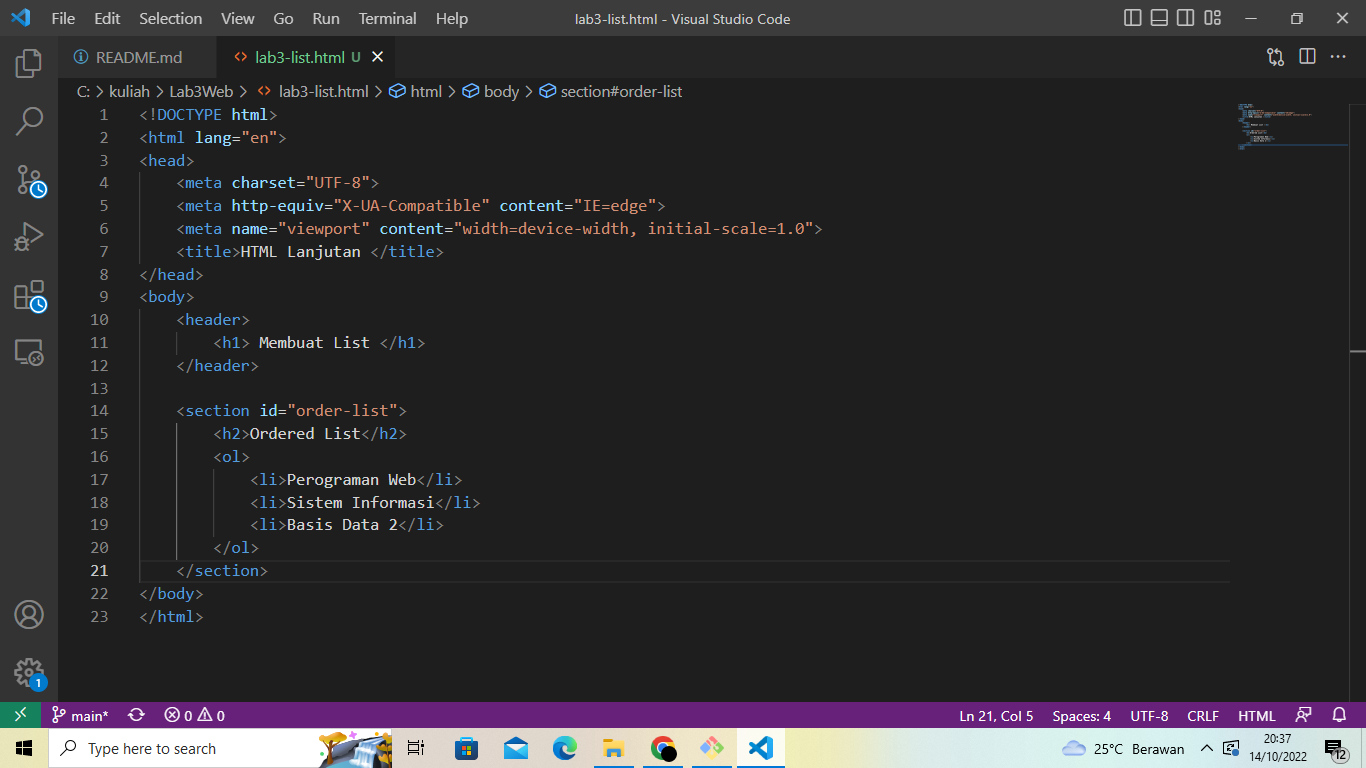 File Edit Selection View Go Run Terminal Help lab3-list.html - Visual Studio Code
README.md lab3-list.html U
C: > kuliah > Lab3Web > lab3-list.html > html > body > section#order-list
1 <!DOCTYPE html>
2 <html lang="en">
3 <head>
4 <meta charset="UTF-8">
5 <meta http-equiv="X-UA-Compatible" content="IE=edge">
6 <meta name="viewport" content="width=device-width, initial-scale=1.0">
7 <title>HTML Lanjutan </title>
8 </head>
9 <body>
10 <header>
11 <h1> Membuat List </h1>
12 </header>
13
14 <section id="order-list">
15 <h2>Ordered List</h2>
16 <ol>
17 <li>Perograman Web</li>
18 <li>Sistem Informasi</li>
19 <li>Basis Data 2</li>
20 </ol>
21 </section>
22 </body>
23 </html>
1
main* 0 0 Ln 21, Col 5 Spaces: 4 UTF-8 CRLF HTML
Type here to search 25°C Berawan 20:37
14/10/2022 12